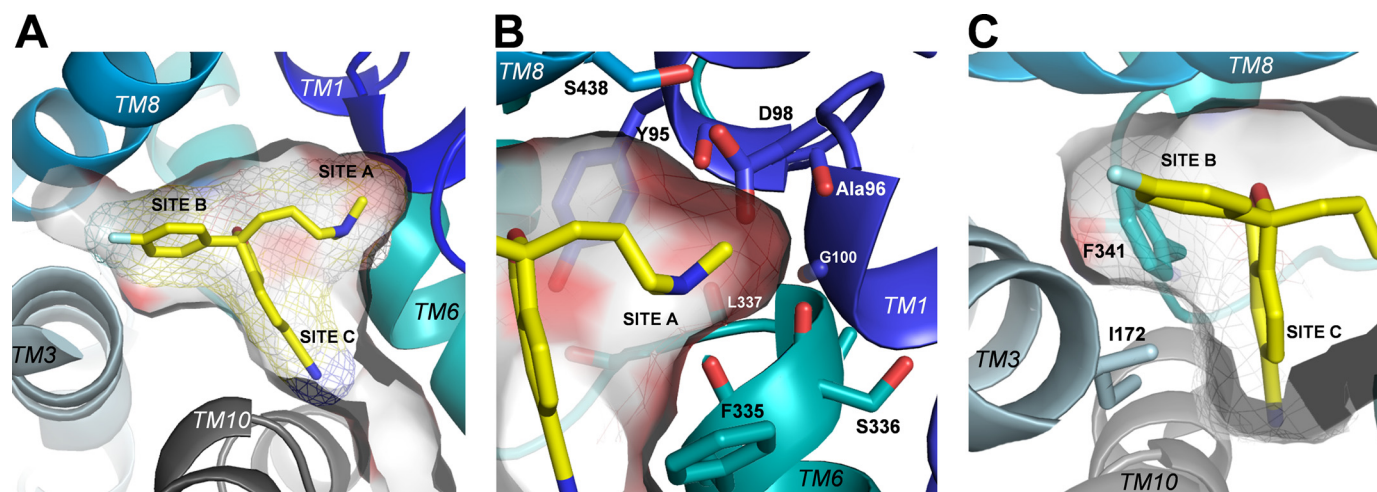 A
TM8
TM1
SITE A
SITE B
TM6
SITE C
TM3
TM10
B
TM8
S438
D98
Y95
Ala96
G100
L337
TM1
SITE A
F335
S336
TM6
C
TM8
SITE B
F341
I172
SITE C
TM3
TM10